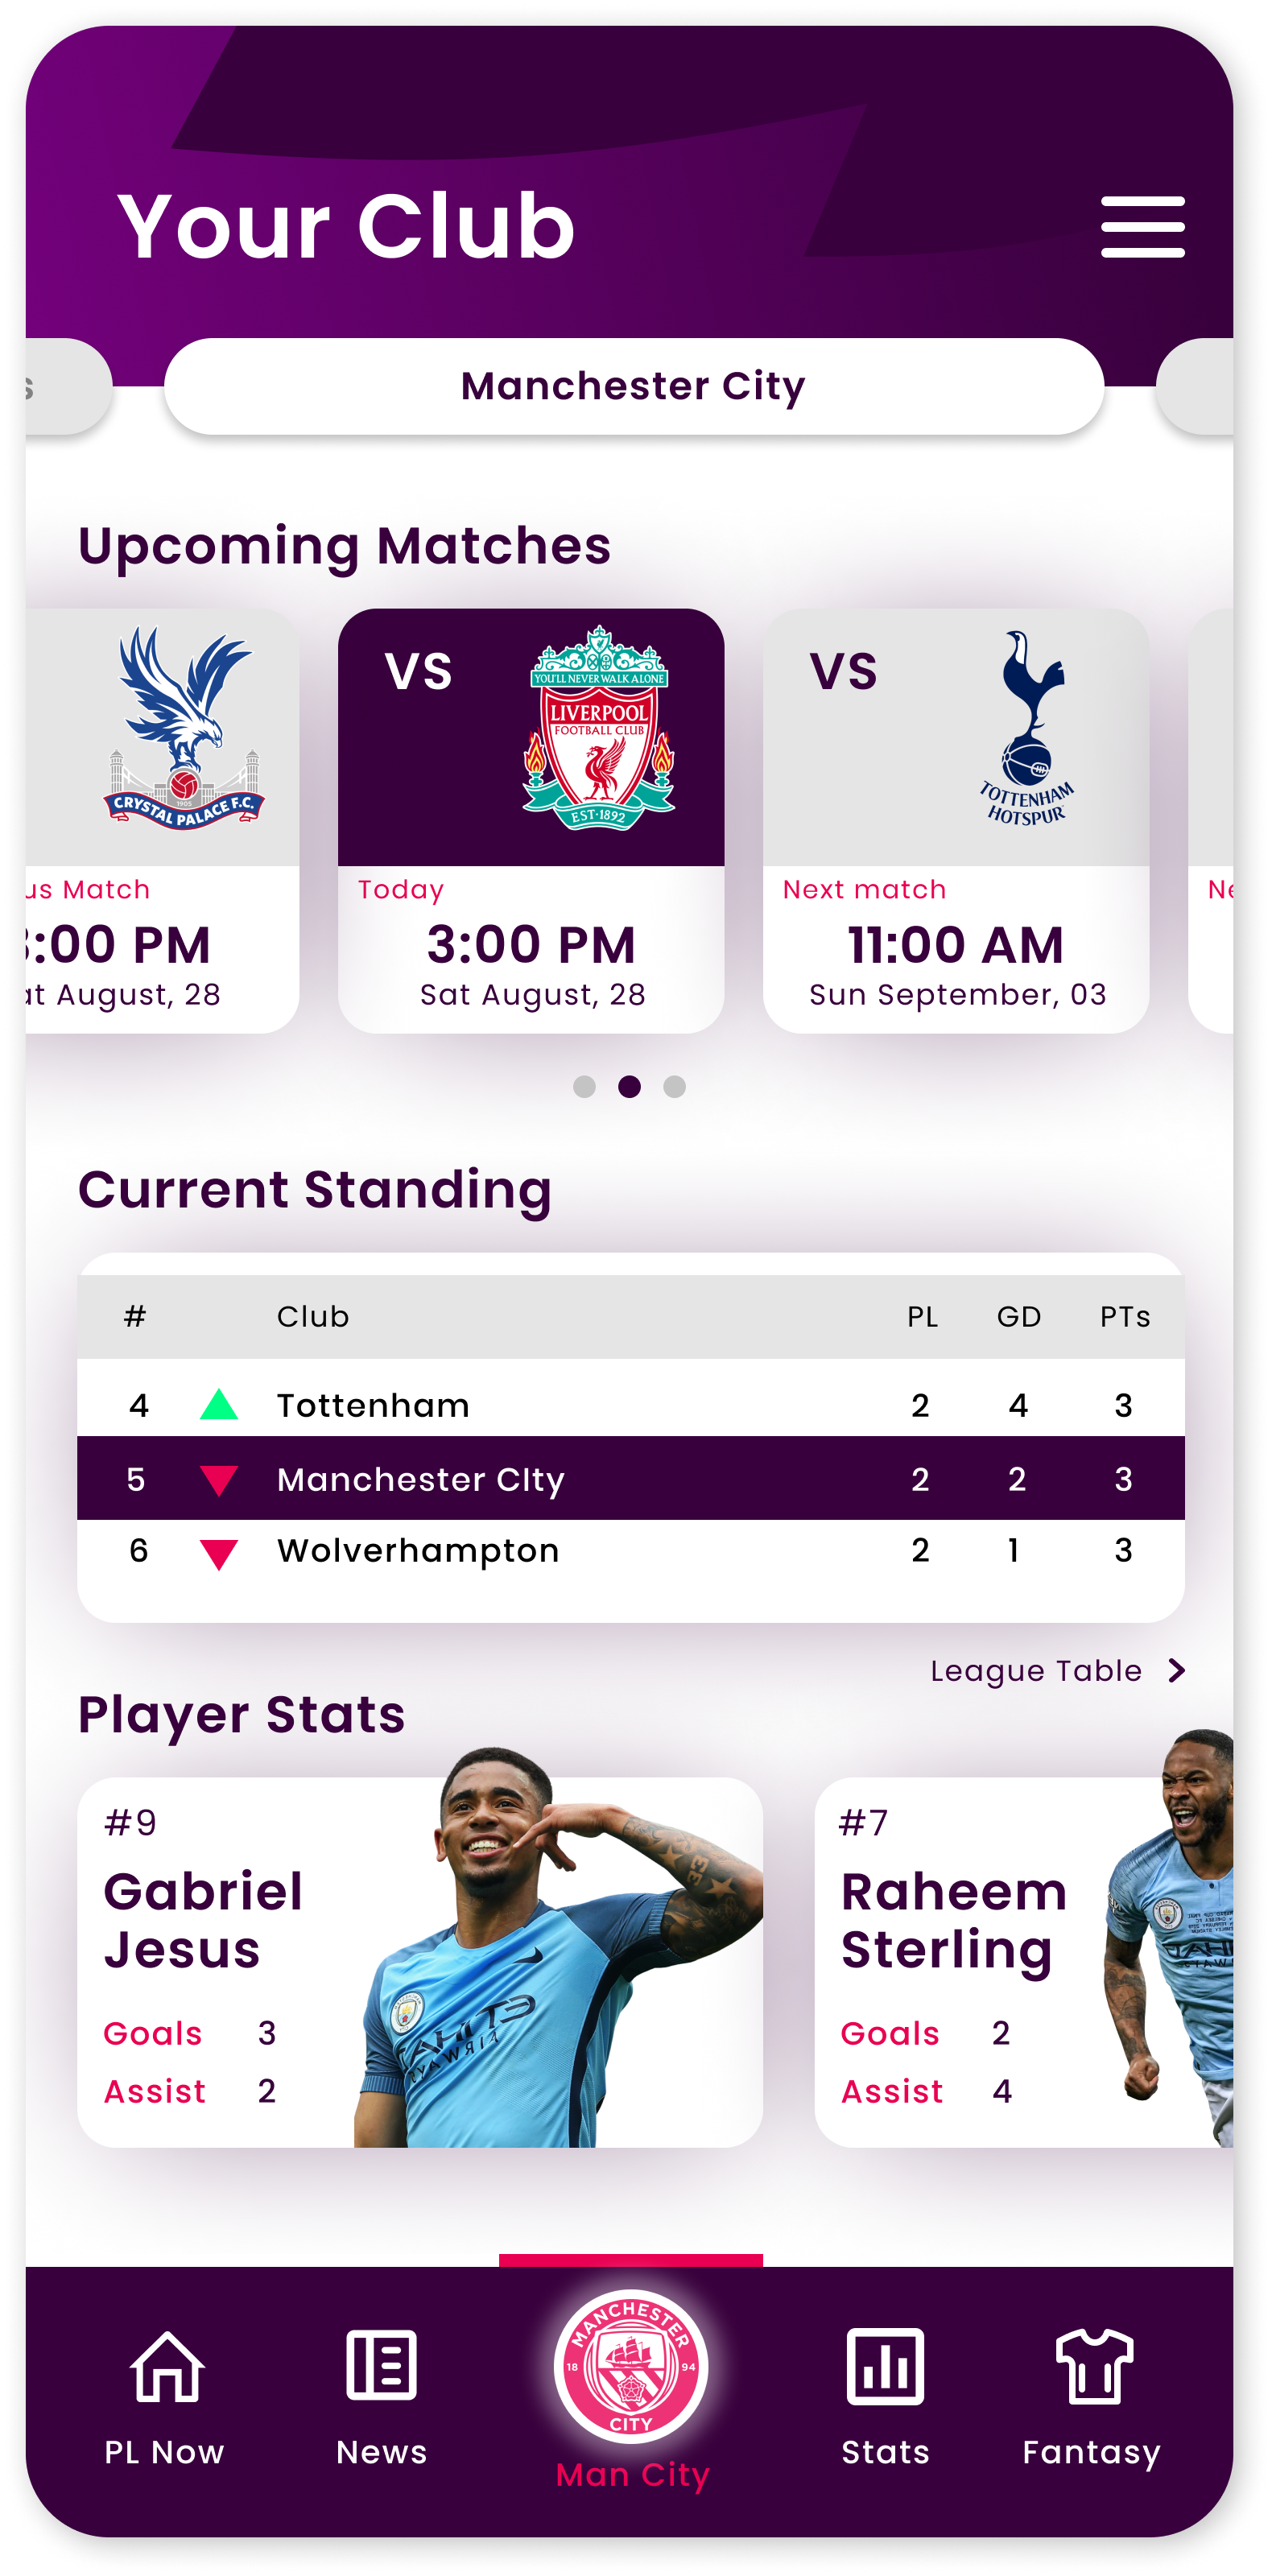 Your Club
s
Manchester City
Upcoming Matches
CRYSTAL PALACE F.C.
1905
VS
YOU'LL NEVER WALK ALONE
LIVERPOOL
FOOTBALL CLUB
EST·1892
VS
TOTTENHAM
HOTSPUR
us Match
:00 PM
at August, 28
Today
3:00 PM
Sat August, 28
Next match
11:00 AM
Sun September, 03
Ne
Current Standing
# Club PL GD PTs
4 Tottenham 2 4 3
5 Manchester CIty 2 2 3
6 Wolverhampton 2 1 3
League Table
Player Stats
#9
Gabriel
Jesus
Goals 3
Assist 2
#7
Raheem
Sterling
Goals 2
Assist 4
PL Now
News
MANCHESTER
18 94
CITY
Man City
Stats
Fantasy